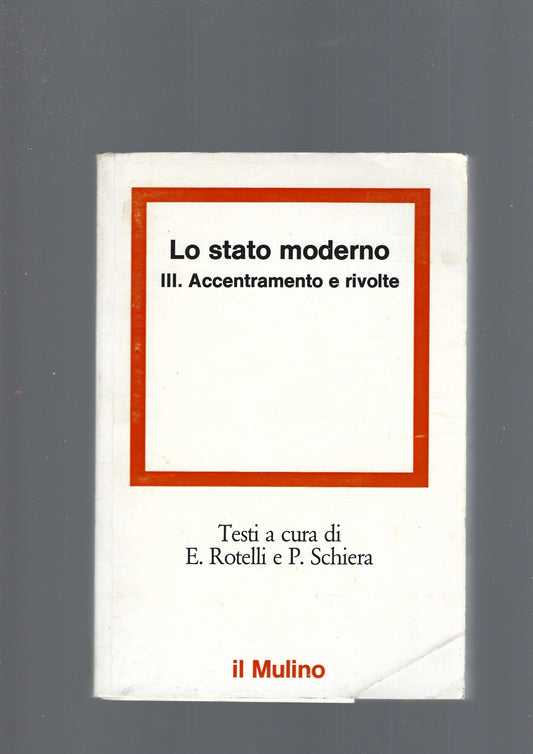 Lo stato moderno
III. Accentramento e rivolte
Testi a cura di
E. Rotelli e P. Schiera
il Mulino